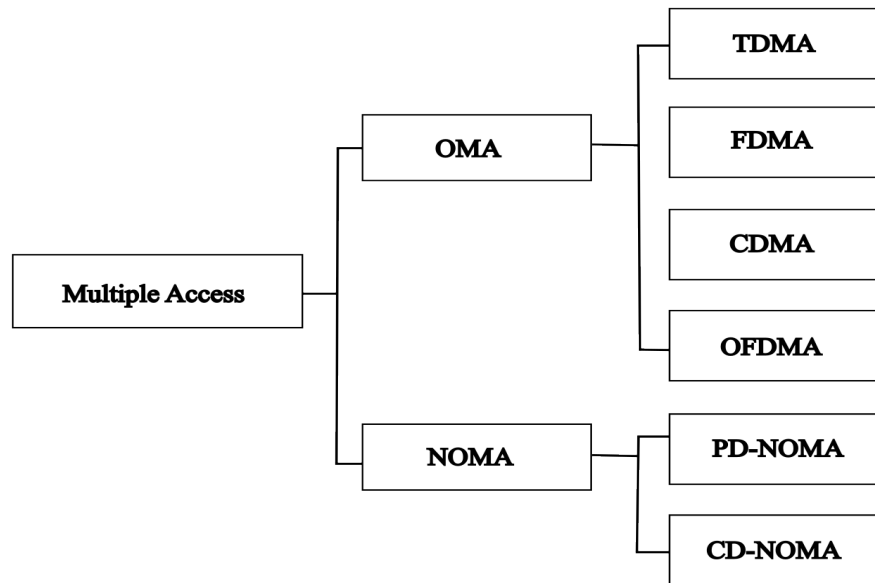 TDMA
OMA
FDMA
CDMA
Multiple Access
OFDMA
NOMA
PD-NOMA
CD-NOMA